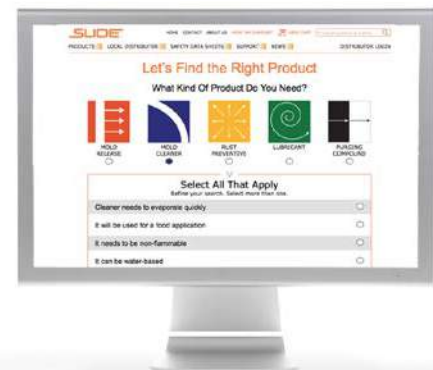 SLIDE
HOME CONTACT ABOUT US
PRODUCTS LOCAL DISTRIBUTOR SAFETY DATA SHEETS SUPPORT NEWS DISTRIBUTOR LOGIN
Let's Find the Right Product
What Kind Of Product Do You Need?
MOLD RELEASE
MOLD CLEANER
RUST PREVENTIVE
LUBRICANT
PURGING COMPOUND
Select All That Apply
Refine your search. Select more than one.
Cleaner needs to evaporate quickly
It will be used for a food application
It needs to be non-flammable
It can be water-based